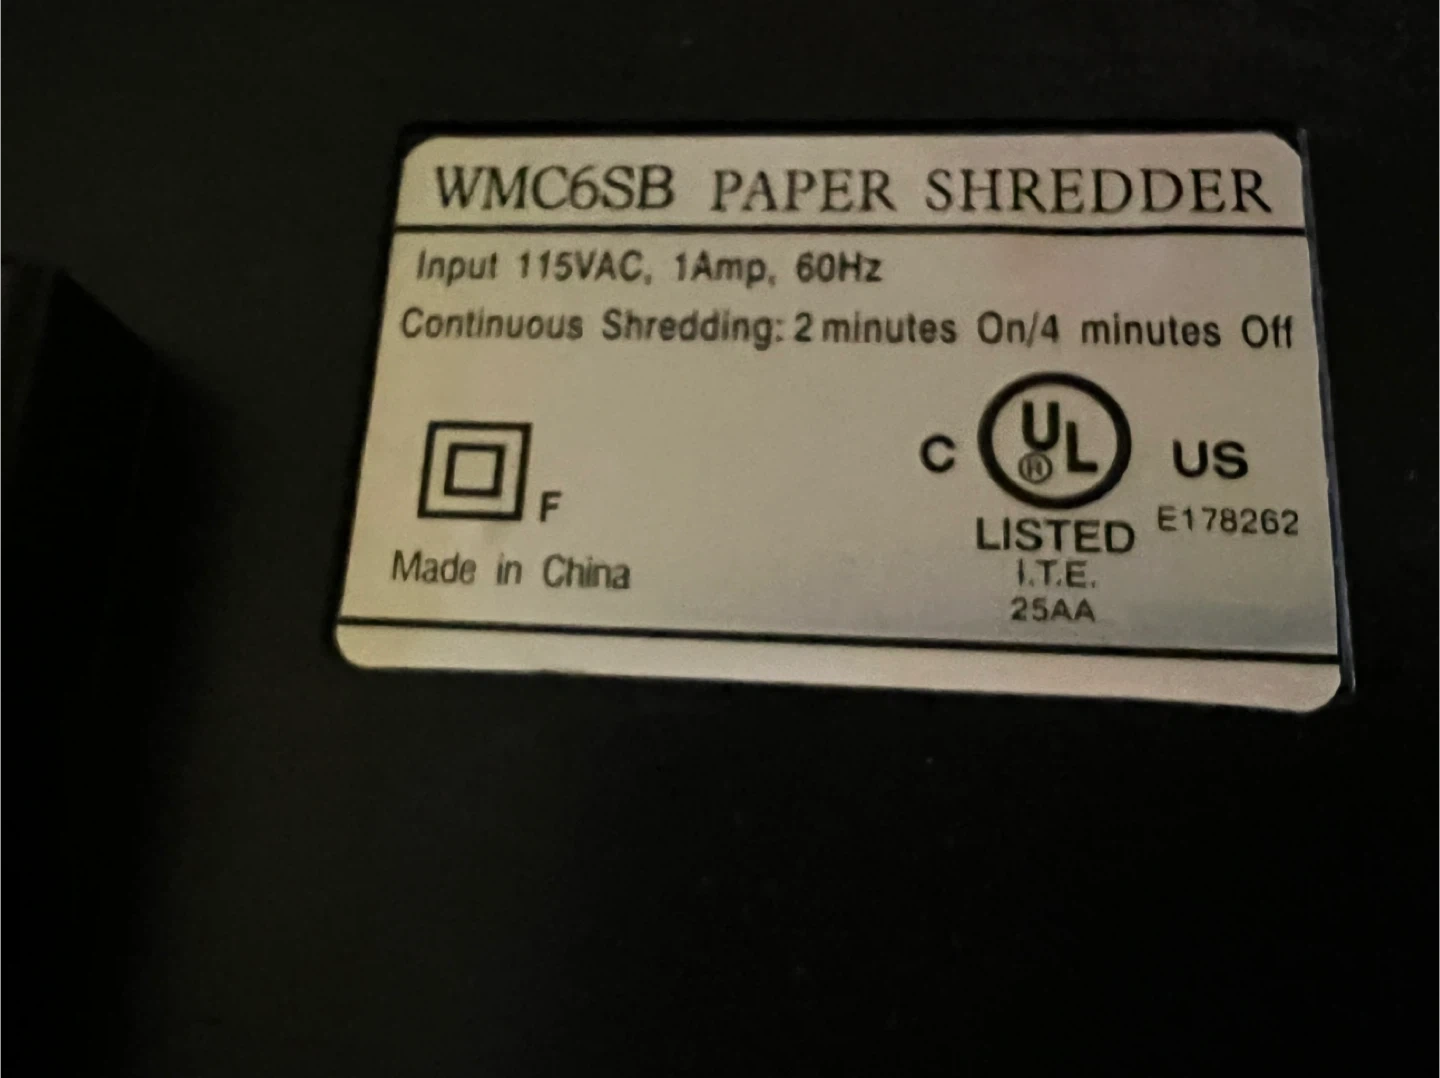 WMC6SB PAPER SHREDDER
Input 115VAC, 1Amp, 60Hz
Continuous Shredding: 2 minutes On/4 minutes Off
F
Made in China
C UL ® US
LISTED E178262
I.T.E.
25AA